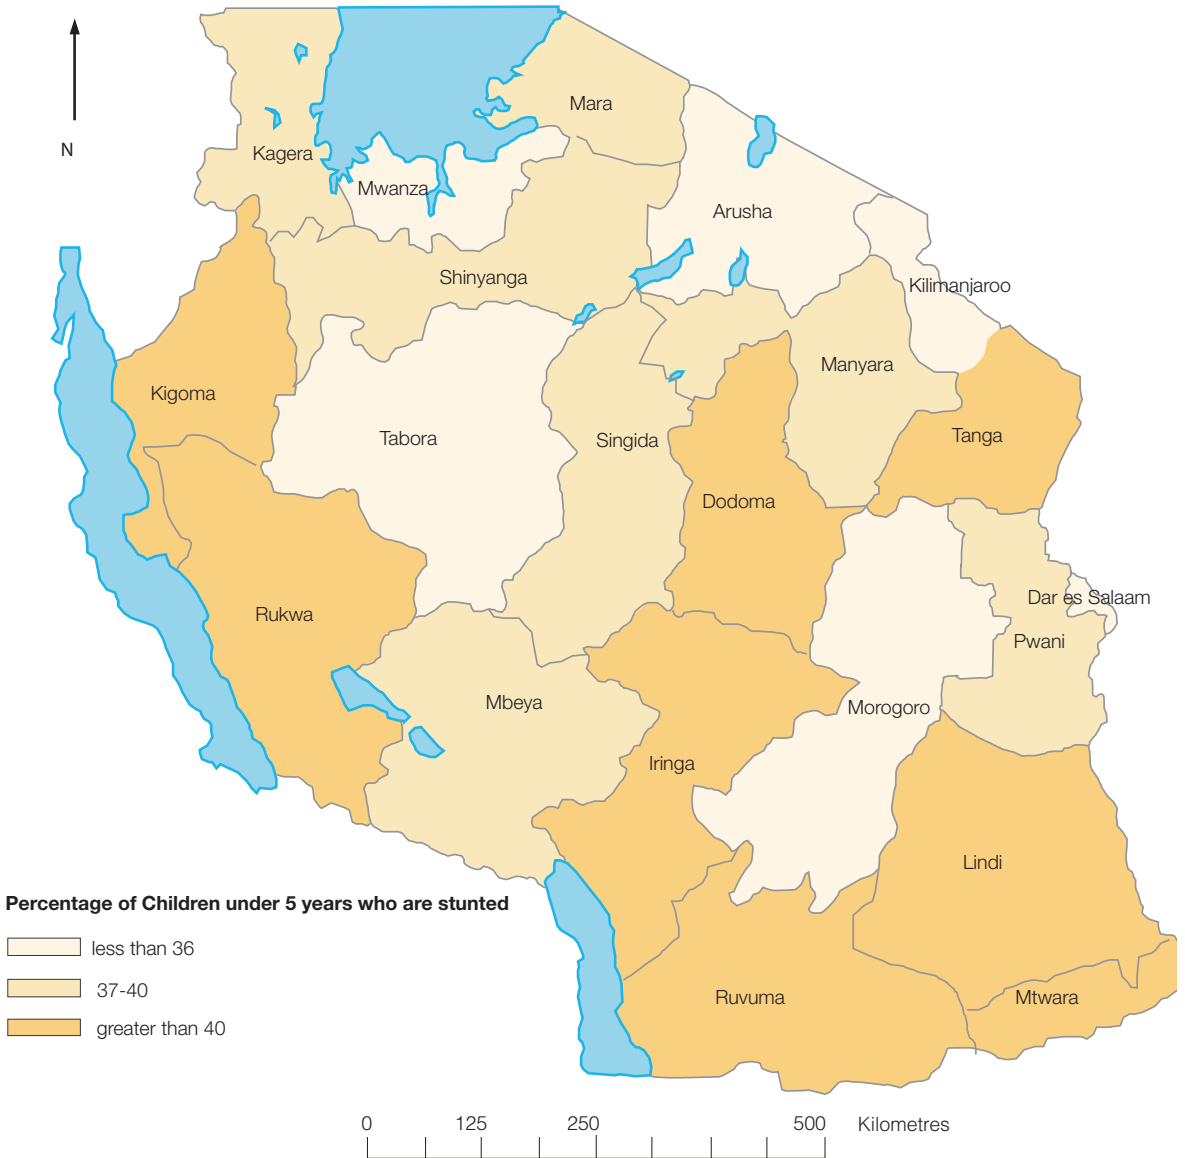 N
Mara
Kagera
Mwanza
Arusha
Shinyanga
Kilimanjaroo
Manyara
Kigoma
Tabora
Singida
Tanga
Dodoma
Dar es Salaam
Rukwa
Pwani
Mbeya
Morogoro
Iringa
Lindi
Ruvuma
Mtwara
Percentage of Children under 5 years who are stunted
less than 36
37-40
greater than 40
0 125 250 500 Kilometres